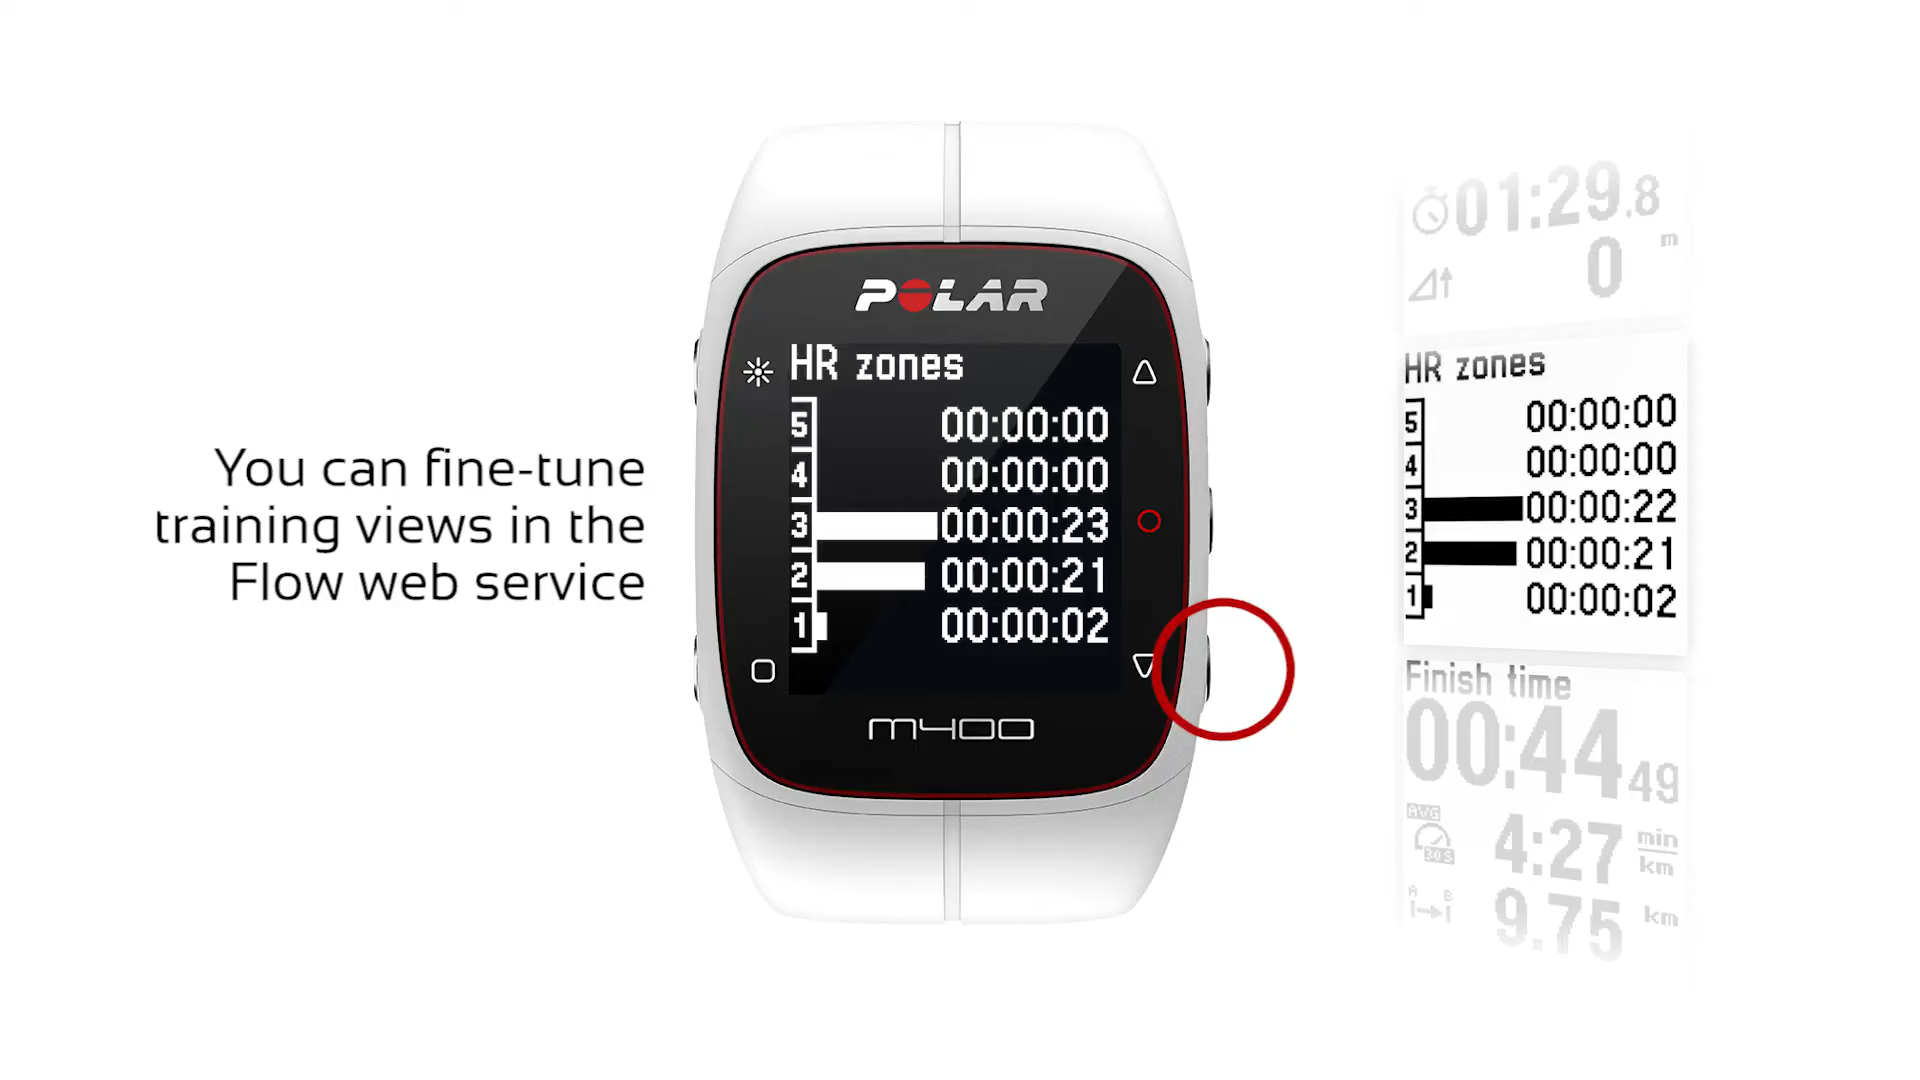 You can fine-tune
training views in the
Flow web service
POLAR
HR zones
5 00:00:00
4 00:00:00
3 00:00:23
2 00:00:21
1 00:00:02
M400
01:29.8
0 m
HR zones
5 00:00:00
4 00:00:00
3 00:00:22
2 00:00:21
1 00:00:02
Finish time
00:44 49
AVG 30S 4:27 min/km
A B 9.75 km